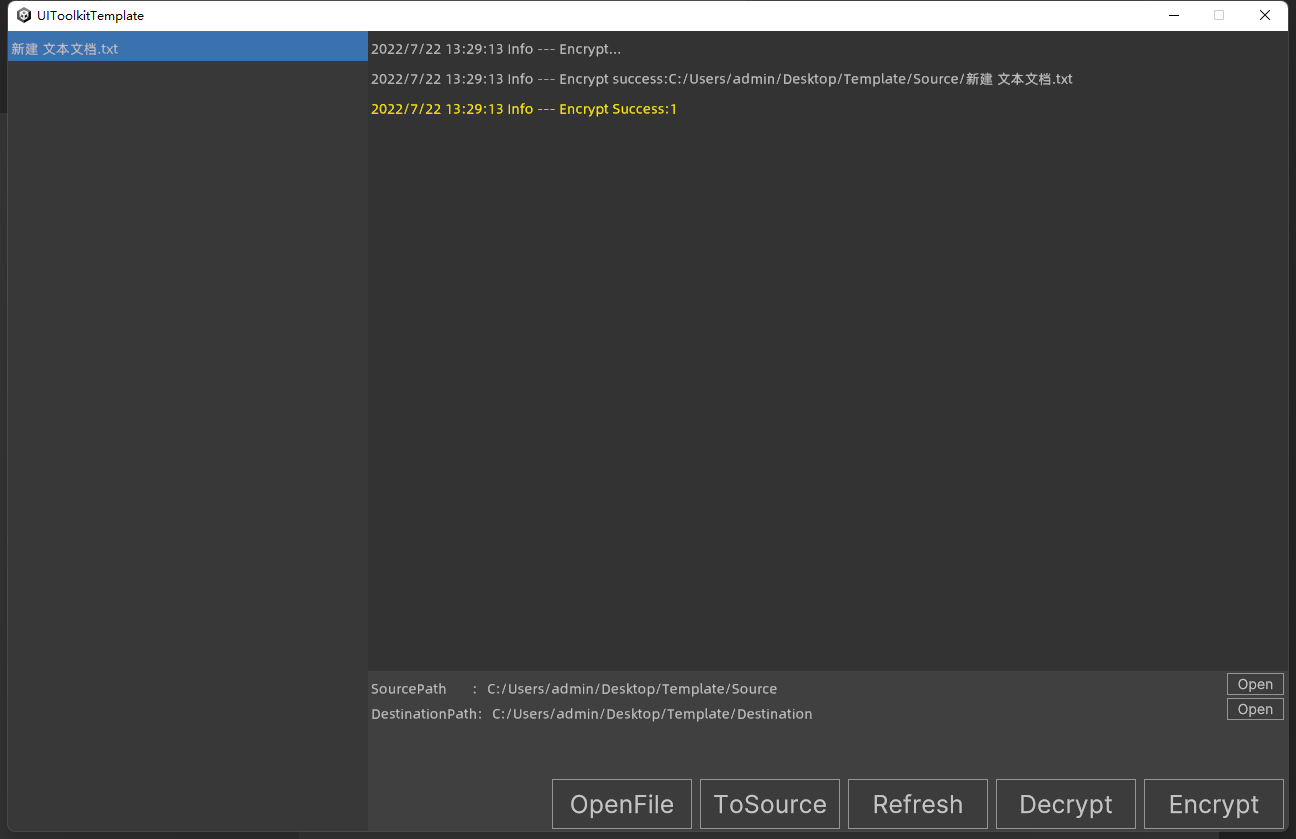 UIToolkitTemplate
新建 文本文档.txt
2022/7/22 13:29:13 Info --- Encrypt...
2022/7/22 13:29:13 Info --- Encrypt success:C:/Users/admin/Desktop/Template/Source/新建 文本文档.txt
2022/7/22 13:29:13 Info --- Encrypt Success:1
SourcePath : C:/Users/admin/Desktop/Template/Source
Open
DestinationPath: C:/Users/admin/Desktop/Template/Destination
Open
OpenFile ToSource Refresh Decrypt Encrypt